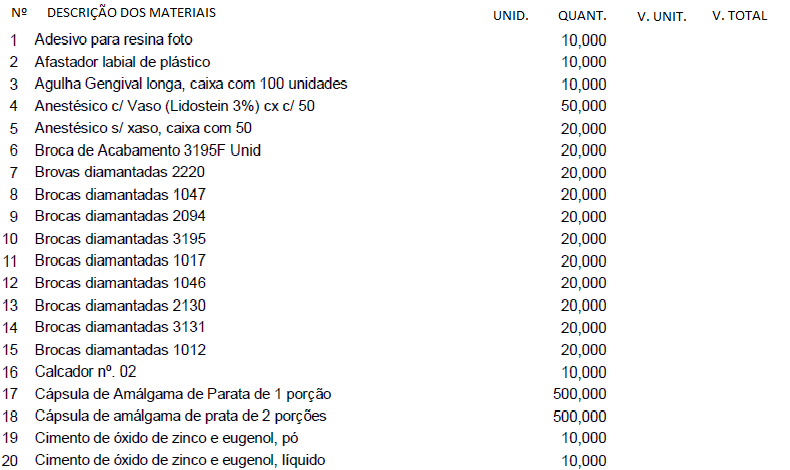 Nº DESCRIÇÃO DOS MATERIAIS UNID. QUANT. V. UNIT. V. TOTAL
1 Adesivo para resina foto 10,000
2 Afastador labial de plástico 10,000
3 Agulha Gengival longa, caixa com 100 unidades 10,000
4 Anestésico c/ Vaso (Lidostein 3%) cx c/ 50 50,000
5 Anestésico s/ xaso, caixa com 50 20,000
6 Broca de Acabamento 3195F Unid 20,000
7 Brovas diamantadas 2220 20,000
8 Brocas diamantadas 1047 20,000
9 Brocas diamantadas 2094 20,000
10 Brocas diamantadas 3195 20,000
11 Brocas diamantadas 1017 20,000
12 Brocas diamantadas 1046 20,000
13 Brocas diamantadas 2130 20,000
14 Brocas diamantadas 3131 20,000
15 Brocas diamantadas 1012 20,000
16 Calcador nº. 02 10,000
17 Cápsula de Amálgama de Parata de 1 porção 500,000
18 Cápsula de amálgama de prata de 2 porções 500,000
19 Cimento de óxido de zinco e eugenol, pó 10,000
20 Cimento de óxido de zinco e eugenol, líquido 10,000